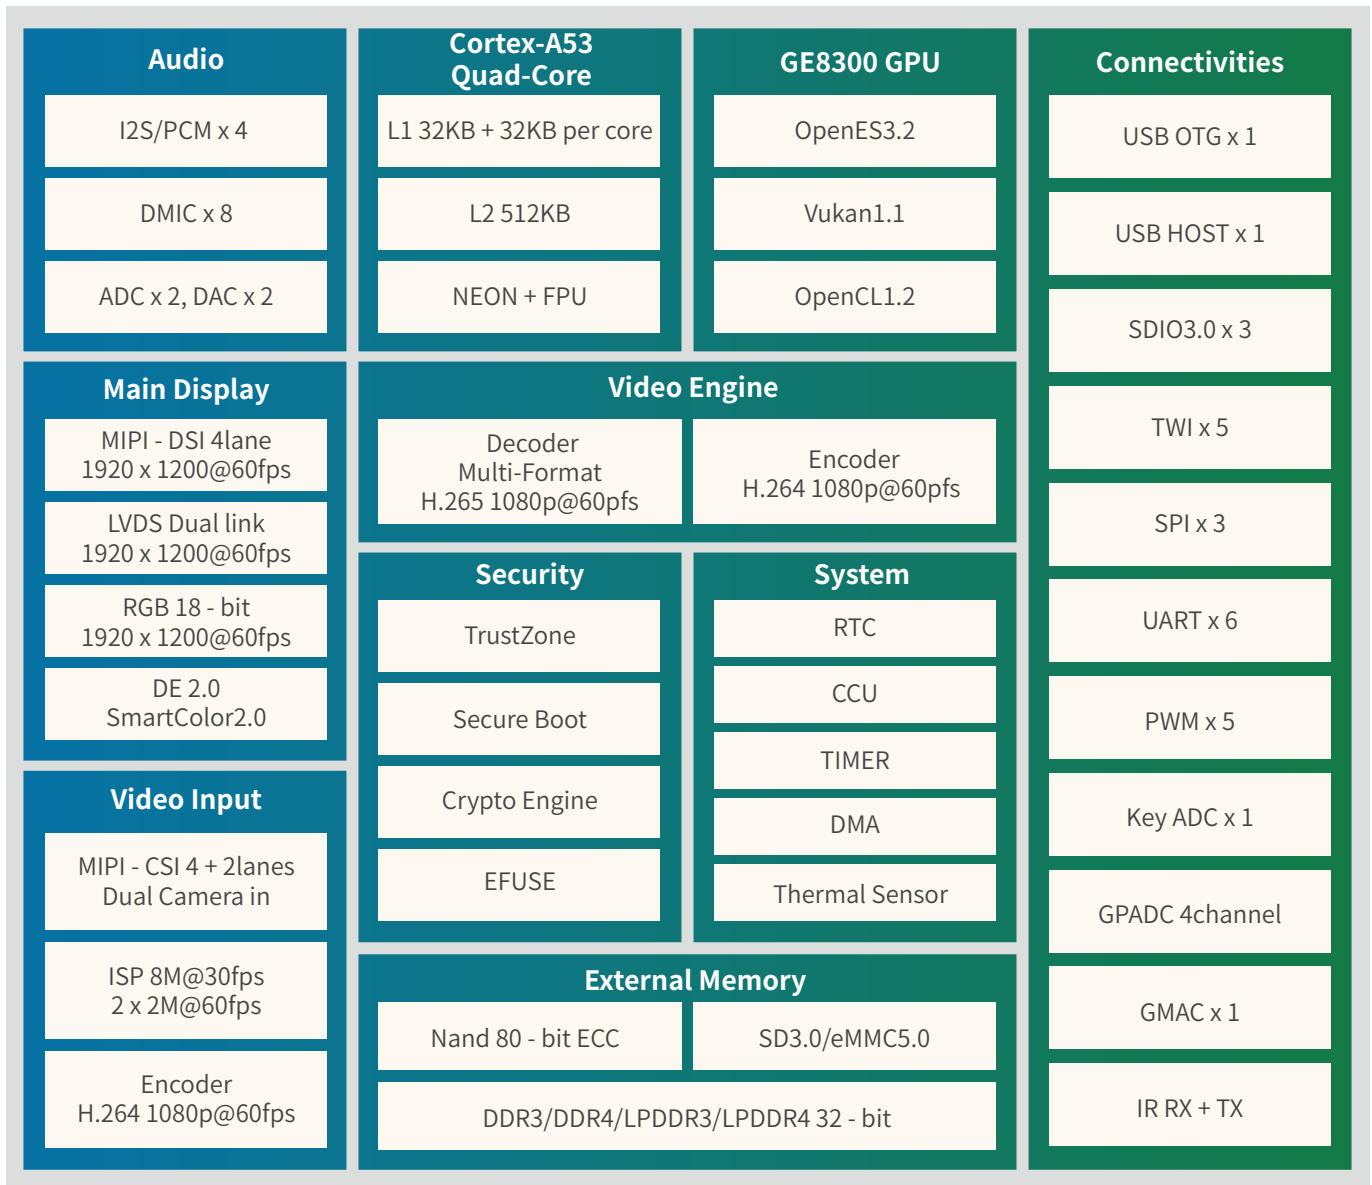 Audio
I2S/PCM x 4
DMIC x 8
ADC x 2, DAC x 2
Cortex-A53
Quad-Core
L1 32KB + 32KB per core
L2 512KB
NEON + FPU
GE8300 GPU
OpenES3.2
Vukan1.1
OpenCL1.2
Connectivities
USB OTG x 1
USB HOST x 1
SDIO3.0 x 3
TWI x 5
SPI x 3
UART x 6
PWM x 5
Key ADC x 1
GPADC 4channel
GMAC x 1
IR RX + TX
Main Display
MIPI - DSI 4lane
1920 x 1200@60fps
LVDS Dual link
1920 x 1200@60fps
RGB 18 - bit
1920 x 1200@60fps
DE 2.0
SmartColor2.0
Video Engine
Decoder
Multi-Format
H.265 1080p@60pfs
Encoder
H.264 1080p@60pfs
Security
TrustZone
Secure Boot
Crypto Engine
EFUSE
System
RTC
CCU
TIMER
DMA
Thermal Sensor
Video Input
MIPI - CSI 4 + 2lanes
Dual Camera in
ISP 8M@30fps
2 x 2M@60fps
Encoder
H.264 1080p@60fps
External Memory
Nand 80 - bit ECC
SD3.0/eMMC5.0
DDR3/DDR4/LPDDR3/LPDDR4 32 - bit